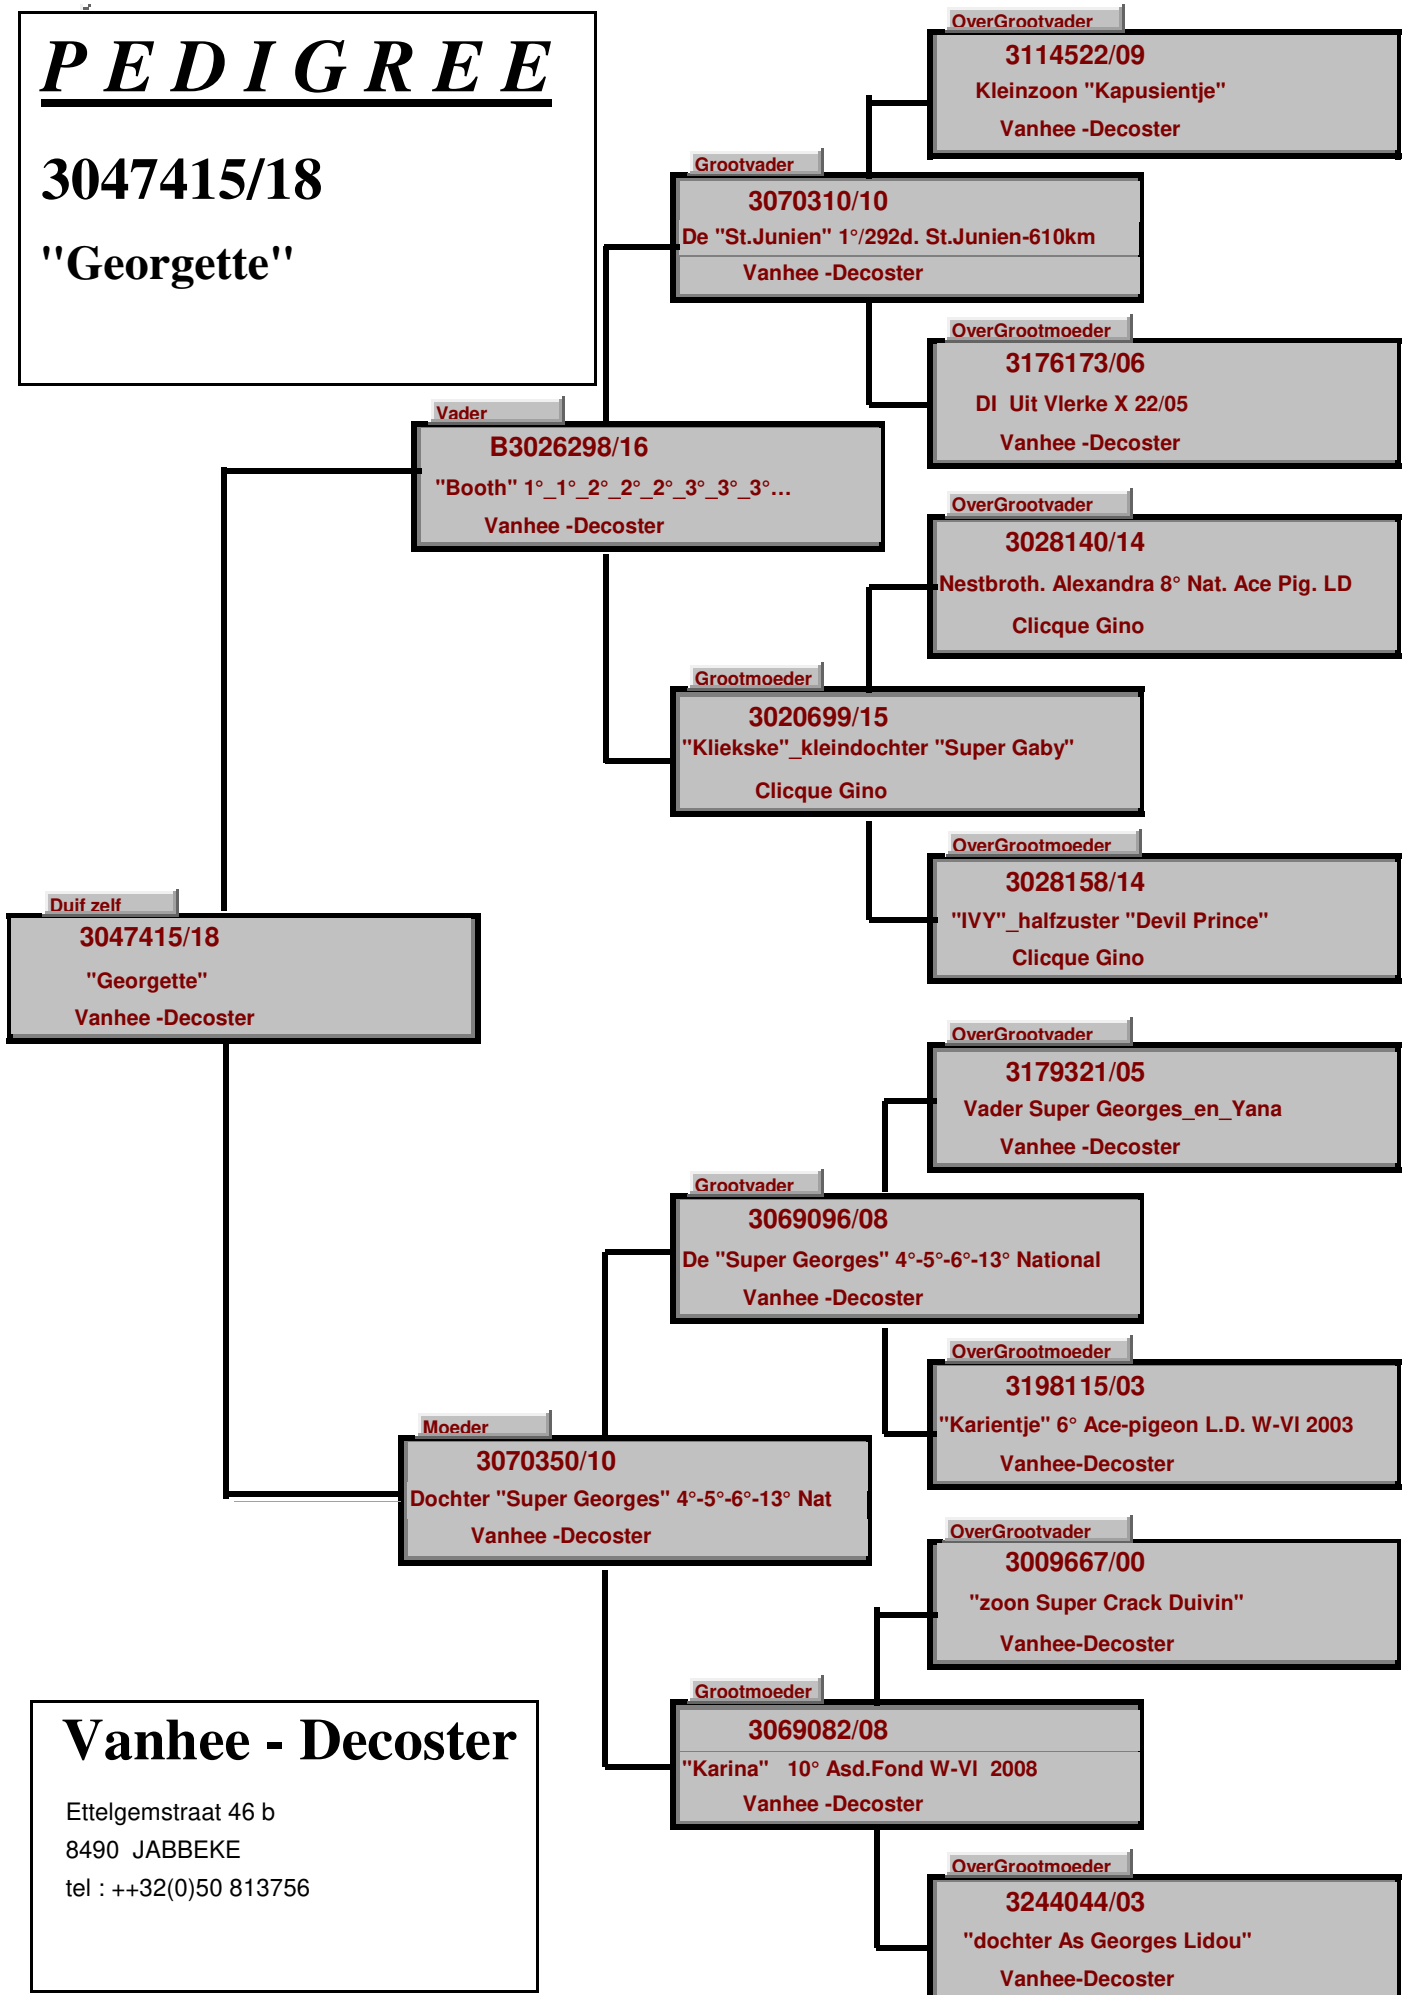 P E D I G R E E
3047415/18
"Georgette"
OverGrootvader
3114522/09
Kleinzoon "Kapusientje"
Vanhee -Decoster
Grootvader
3070310/10
De "St.Junien" 1°/292d. St.Junien-610km
Vanhee -Decoster
OverGrootmoeder
3176173/06
DI  Uit Vlerke X 22/05
Vanhee -Decoster
Vader
B3026298/16
"Booth" 1°_1°_2°_2°_2°_3°_3°_3°...
Vanhee -Decoster
OverGrootvader
3028140/14
Nestbroth. Alexandra 8° Nat. Ace Pig. LD
Clicque Gino
Grootmoeder
3020699/15
"Kliekske"_kleindochter "Super Gaby"
Clicque Gino
OverGrootmoeder
3028158/14
"IVY"_halfzuster "Devil Prince"
Clicque Gino
Duif zelf
3047415/18
"Georgette"
Vanhee -Decoster
OverGrootvader
3179321/05
Vader Super Georges_en_Yana
Vanhee -Decoster
Grootvader
3069096/08
De "Super Georges" 4°-5°-6°-13° National
Vanhee -Decoster
OverGrootmoeder
3198115/03
"Karientje" 6° Ace-pigeon L.D. W-VI 2003
Vanhee-Decoster
Moeder
3070350/10
Dochter "Super Georges" 4°-5°-6°-13° Nat
Vanhee -Decoster
OverGrootvader
3009667/00
"zoon Super Crack Duivin"
Vanhee-Decoster
Grootmoeder
3069082/08
"Karina"   10° Asd.Fond W-VI  2008
Vanhee -Decoster
OverGrootmoeder
3244044/03
"dochter As Georges Lidou"
Vanhee-Decoster
Vanhee - Decoster
Ettelgemstraat 46 b
8490  JABBEKE
tel : ++32(0)50 813756